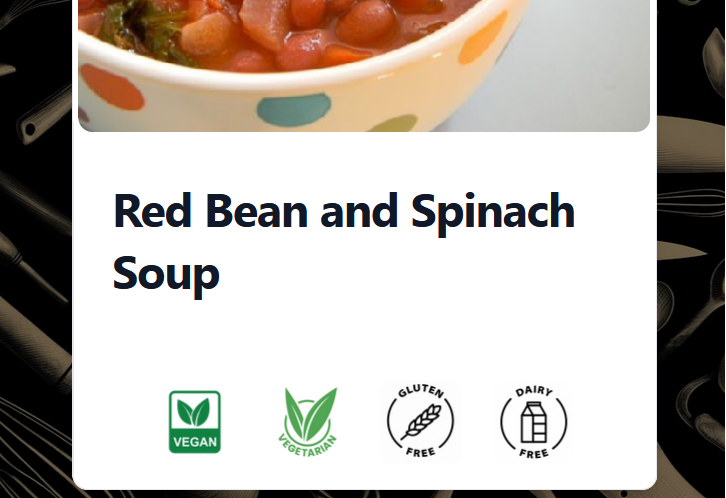 Red Bean and Spinach
Soup
VEGAN
VEGETARIAN
GLUTEN
FREE
DAIRY
FREE